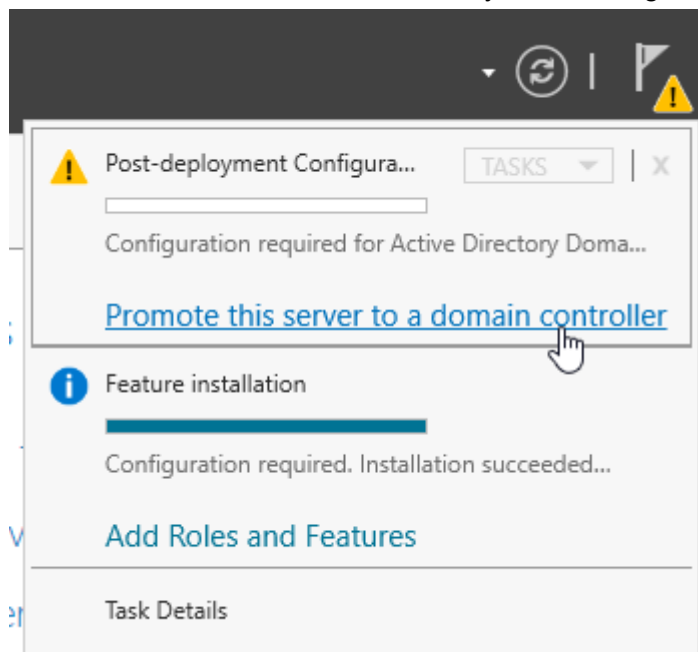 Post-deployment Configura...
TASKS
X
Configuration required for Active Directory Doma...
Promote this server to a domain controller
Feature installation
Configuration required. Installation succeeded...
Add Roles and Features
Task Details